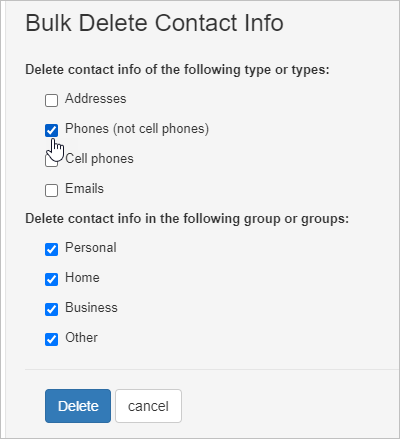 Bulk Delete Contact Info
Delete contact info of the following type or types:
Addresses
Phones (not cell phones)
Cell phones
Emails
Delete contact info in the following group or groups:
Personal
Home
Business
Other
Delete cancel